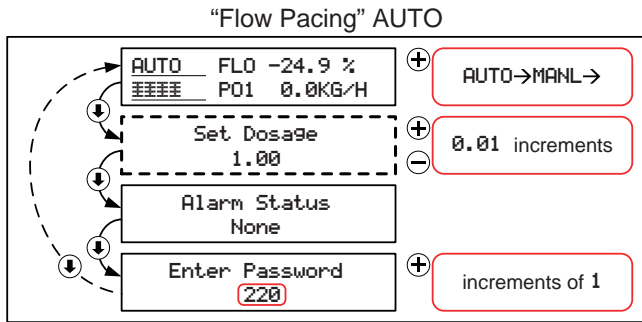 "Flow Pacing" AUTO
AUTO FLO -24.9 %
PO1 0.0KG/H
AUTO→MANL→
Set Dosage
1.00
0.01 increments
Alarm Status
None
Enter Password
220
increments of 1